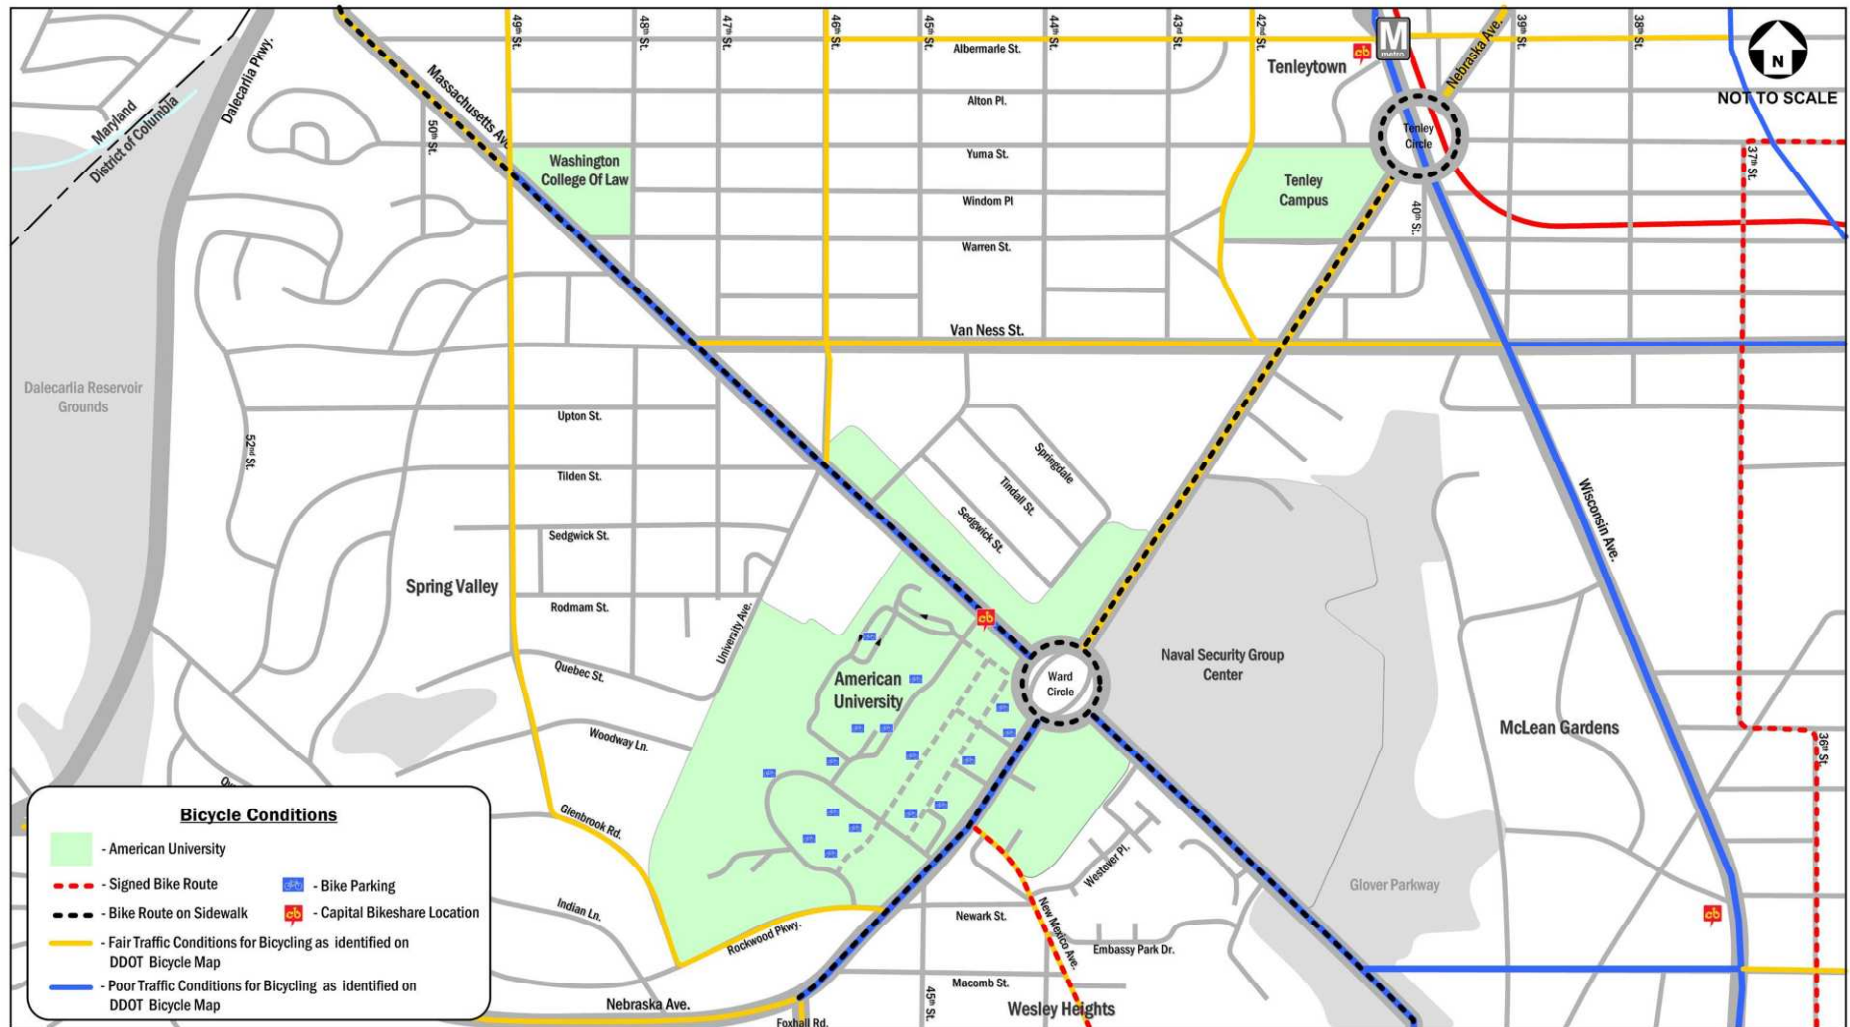 49th St.
48th St.
47th St.
46th St.
45th St.
44th St.
43rd St.
42nd St.
39th St.
38th St.
M
metro
Nebraska Ave.
N
NOT TO SCALE
Albermarle St.
Tenleytown
cb
Dalecarlia Pkwy.
Massachusetts Ave.
Maryland
District of Columbia
50th St.
Alton Pl.
Tenley
Circle
Washington
College Of Law
Yuma St.
37th St.
Tenley
Campus
Windom Pl
40th St.
Warren St.
Van Ness St.
Dalecarlia Reservoir
Grounds
Upton St.
52nd St.
Springdale
Tilden St.
Tindall St.
Sedgwick St.
Wisconsin Ave.
Sedgwick St.
Spring Valley
Rodmam St.
University Ave.
cb
Quebec St.
American
University
Ward
Circle
Naval Security Group
Center
McLean Gardens
Woodway Ln.
36th St.
Glenbrook Rd.
Westover Pl.
Glover Parkway
Indian Ln.
Newark St.
New Mexico Ave.
cb
Rockwood Pkwy.
Embassy Park Dr.
Macomb St.
Nebraska Ave.
45th St.
Wesley Heights
Foxhall Rd.
Bicycle Conditions
- American University
- Signed Bike Route
- Bike Parking
- Bike Route on Sidewalk
cb - Capital Bikeshare Location
- Fair Traffic Conditions for Bicycling as identified on
DDOT Bicycle Map
- Poor Traffic Conditions for Bicycling as identified on
DDOT Bicycle Map